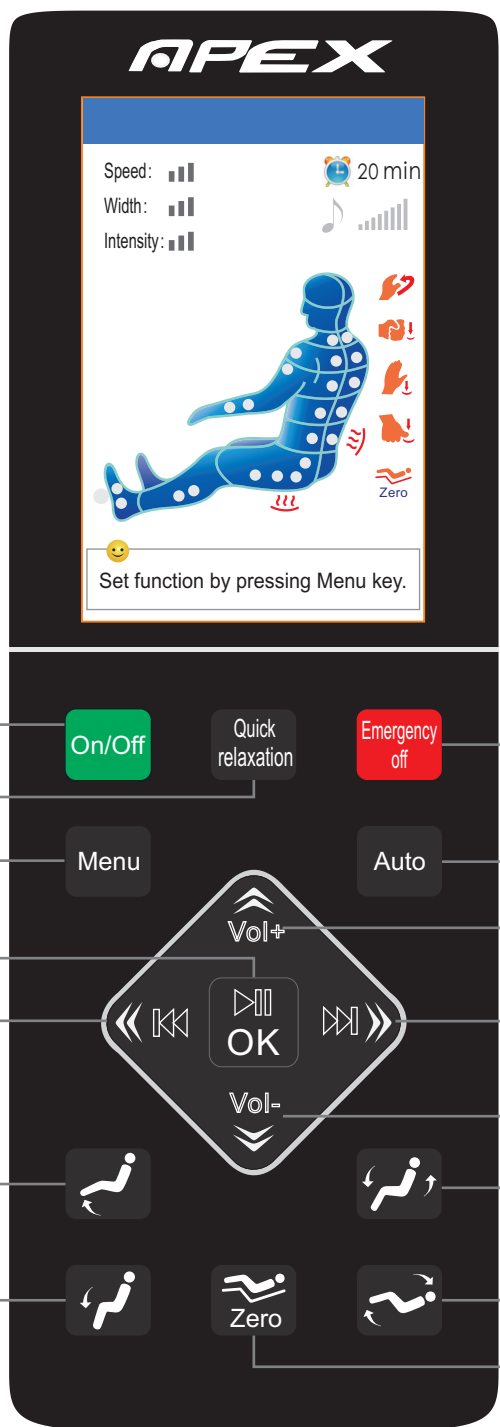 APEX
Speed:
20 min
Width:
Intensity:
Zero
Set function by pressing Menu key.
On/Off
Quick
relaxation
Emergency
off
Menu
Auto
Vol+
OK
Vol-
Zero